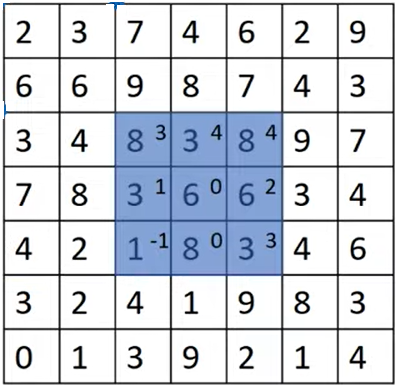 2 3 7 4 6 2 9
6 6 9 8 7 4 3
3 4 8 3 3 4 8 4 9 7
7 8 3 1 6 0 6 2 3 4
4 2 1 -1 8 0 3 3 4 6
3 2 4 1 9 8 3
0 1 3 9 2 1 4